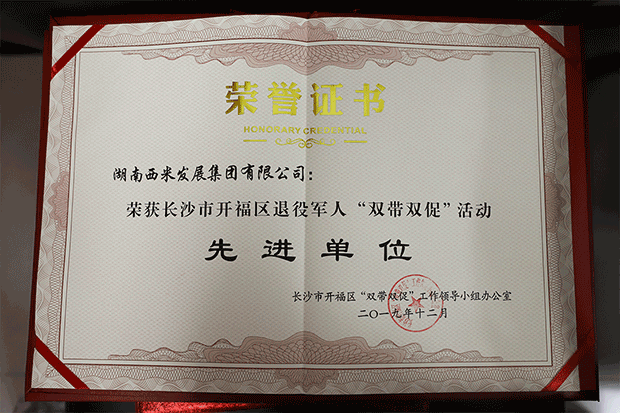 荣誉证书
HONORARY CREDENTIAL
湖南西米发展集团有限公司：
荣获长沙市开福区退役军人“双带双促”活动
先进单位
长沙市开福区“双带双促”工作领导小组办公室
二〇一九年十二月